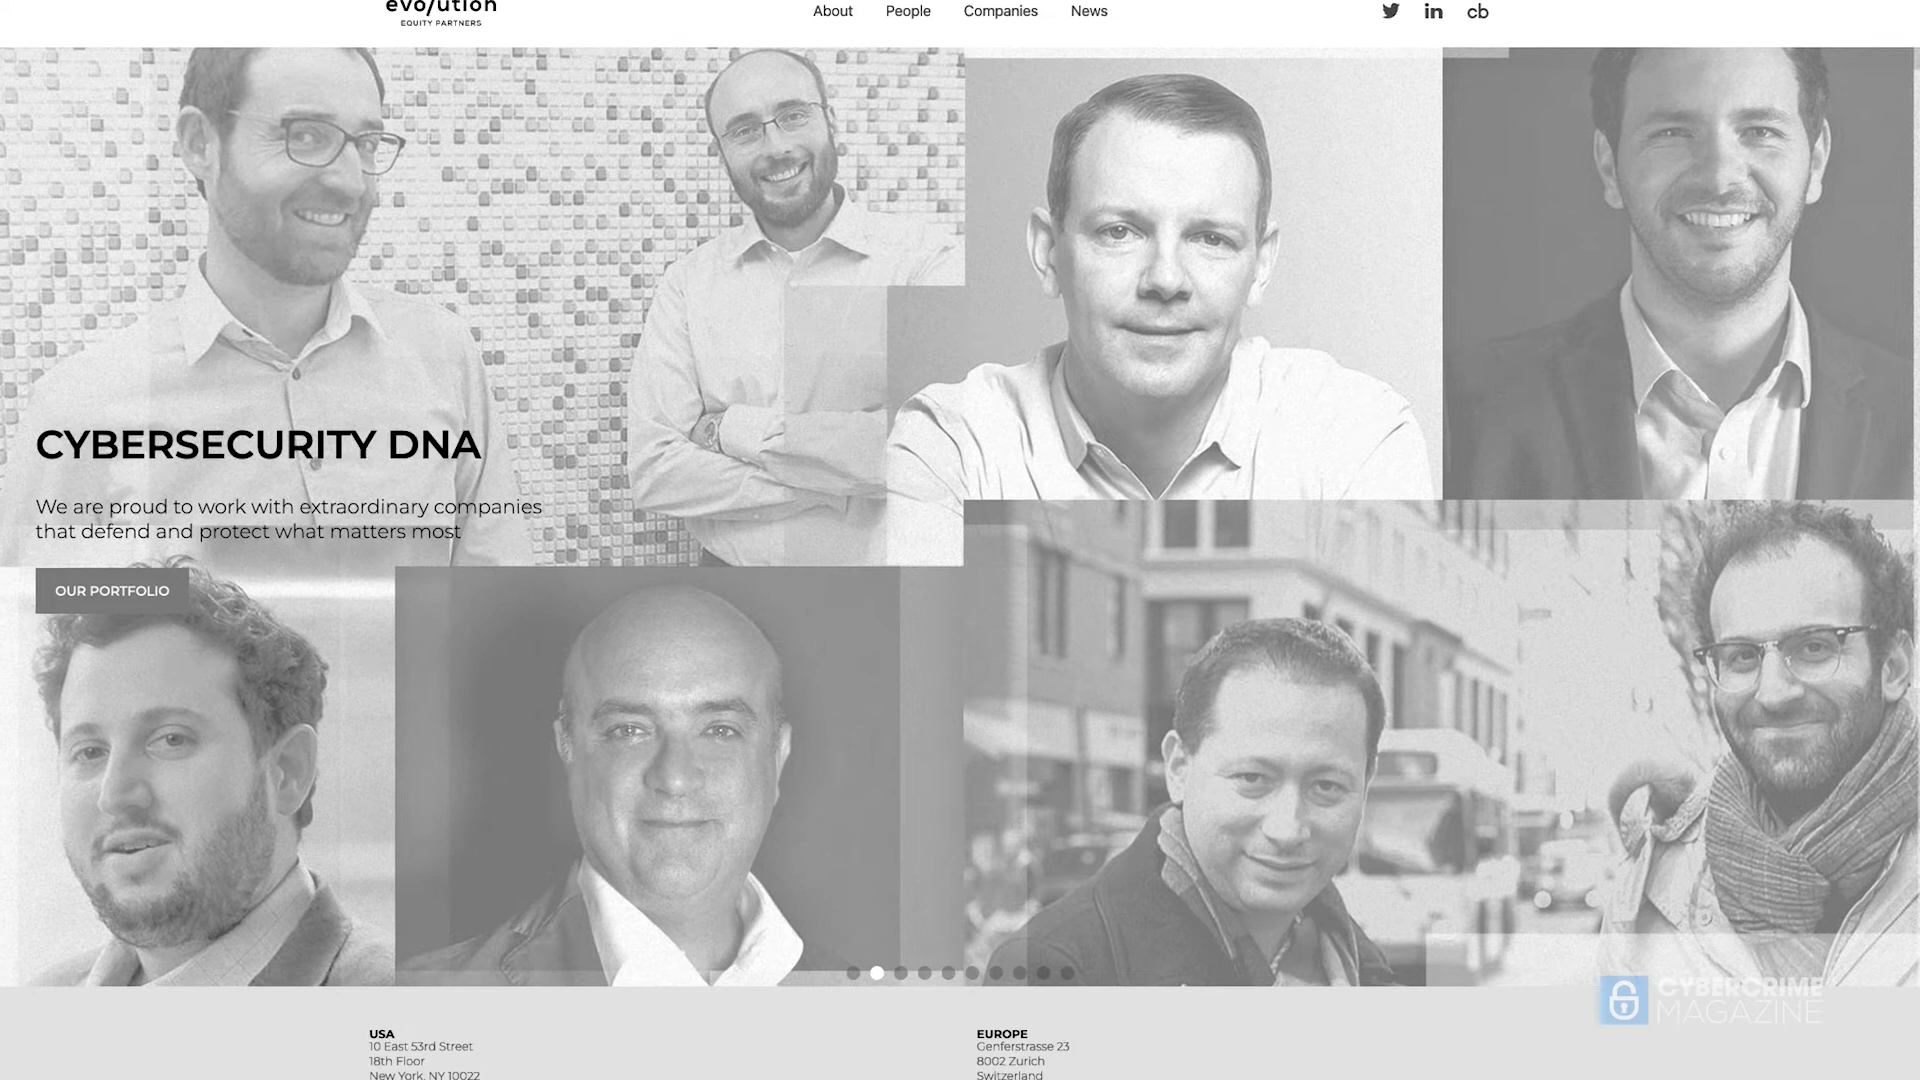 evo/ution
EQUITY PARTNERS
About
People
Companies
News
cb
CYBERSECURITY DNA
We are proud to work with extraordinary companies
that defend and protect what matters most
OUR PORTFOLIO
CYBERCRIME
MAGAZINE
USA
10 East 53rd Street
18th Floor
New York, NY 10022
EUROPE
Genferstrasse 23
8002 Zurich
Switzerland